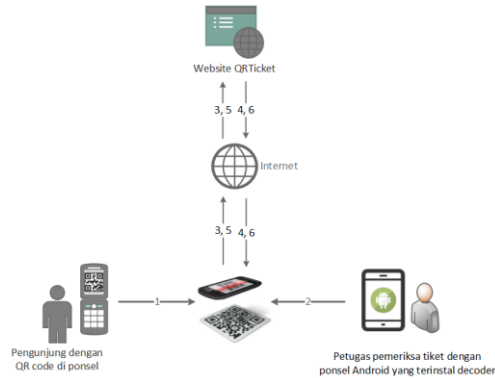 Website QRTicket
3, 5 4, 6
Internet
3, 5 4, 6
1
2
Pengunjung dengan
QR code di ponsel
Petugas pemeriksa tiket dengan
ponsel Android yang terinstal decoder